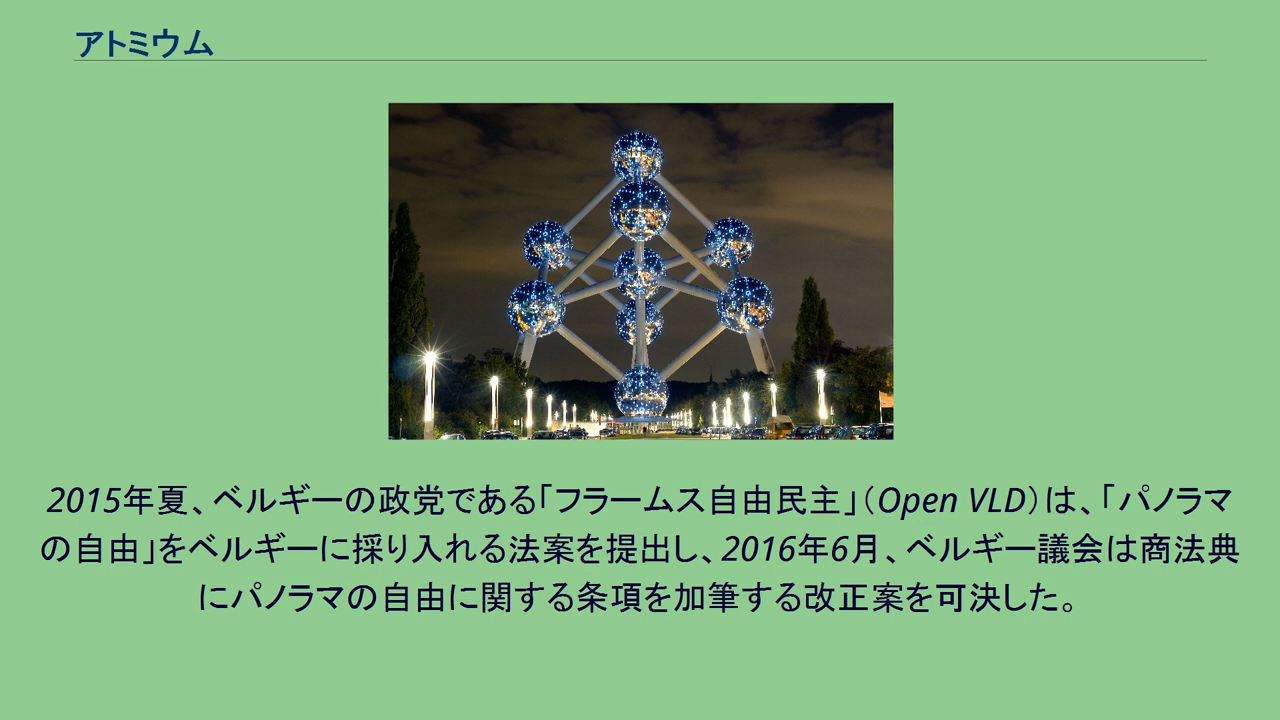 アトミウム
2015年夏、ベルギーの政党である「フラームス自由民主」（Open VLD）は、「パノラマ
の自由」をベルギーに採り入れる法案を提出し、2016年6月、ベルギー議会は商法典
にパノラマの自由に関する条項を加筆する改正案を可決した。